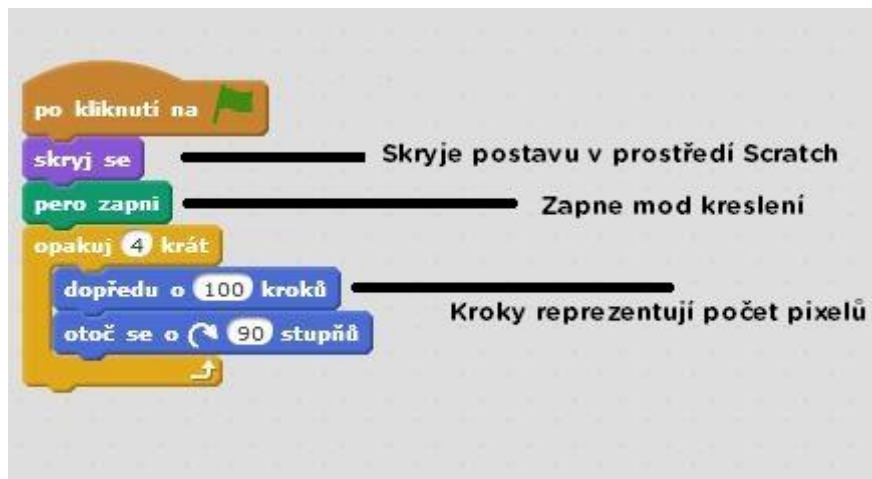 po kliknutí na
skryj se
Skryje postavu v prostředí Scratch
pero zapni
Zapne mod kreslení
opakuj 4 krát
dopředu o 100 kroků
Kroky reprezentují počet pixelů
otoč se o 90 stupňů